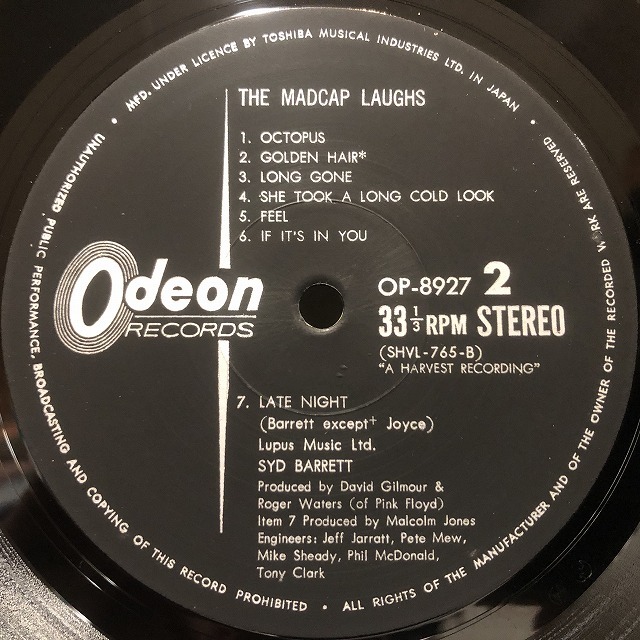 • MFD. UNDER LICENCE BY TOSHIBA MUSICAL INDUSTRIES LTD. IN JAPAN •
THE MADCAP LAUGHS
1. OCTOPUS
2. GOLDEN HAIR*
3. LONG GONE
4. SHE TOOK A LONG COLD LOOK
5. FEEL
6. IF IT'S IN YOU
Odeon
RECORDS
OP-8927 2
33 1/3 RPM STEREO
(SHVL-765-B)
"A HARVEST RECORDING"
7. LATE NIGHT
(Barrett except+ Joyce)
Lupus Music Ltd.
SYD BARRETT
Produced by David Gilmour &
Roger Waters (of Pink Floyd)
Item 7 Produced by Malcolm Jones
Engineers: Jeff Jarratt, Pete Mew,
Mike Sheady, Phil McDonald,
Tony Clark
UNAUTHORIZED PUBLIC PERFORMANCE, BROADCASTING AND COPYING OF THIS RECORD PROHIBITED • ALL RIGHTS OF THE MANUFACTURER AND OF THE OWNER OF THE RECORDED W RK ARE RESERVED